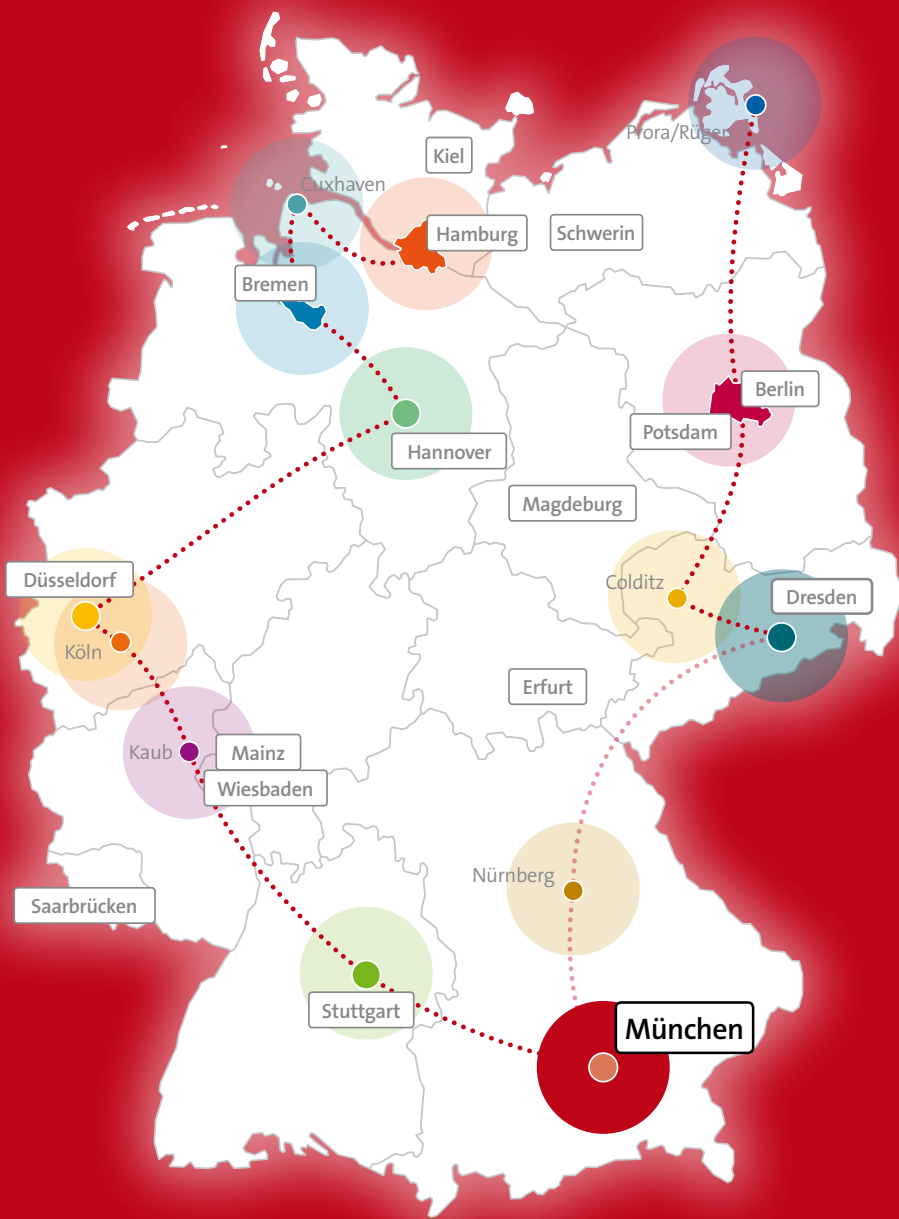 Prora/Rügen
Kiel
Cuxhaven
Hamburg
Schwerin
Bremen
Berlin
Potsdam
Hannover
Magdeburg
Düsseldorf
Colditz
Dresden
Köln
Erfurt
Kaub
Mainz
Wiesbaden
Nürnberg
Saarbrücken
Stuttgart
München